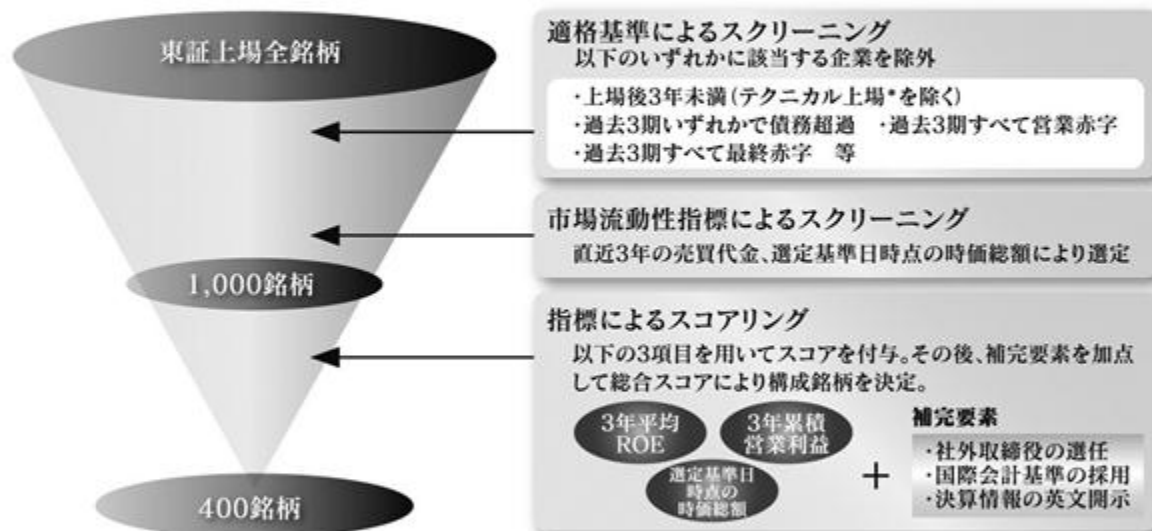 東証上場全銘柄
1,000銘柄
400銘柄
適格基準によるスクリーニング
以下のいずれかに該当する企業を除外
・上場後3年未満(テクニカル上場*を除く)
・過去3期いずれかで債務超過 ・過去3期すべて営業赤字
・過去3期すべて最終赤字 等
市場流動性指標によるスクリーニング
直近3年の売買代金、選定基準日時点の時価総額により選定
指標によるスコアリング
以下の3項目を用いてスコアを付与。その後、補完要素を加点
して総合スコアにより構成銘柄を決定。
3年平均
ROE
3年累積
営業利益
選定基準日
時点の
時価総額
+
補完要素
・社外取締役の選任
・国際会計基準の採用
・決算情報の英文開示